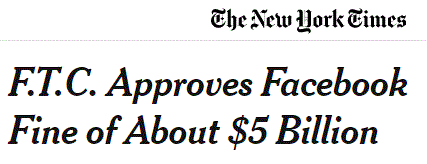 The New York Times
F.T.C. Approves Facebook
Fine of About $5 Billion